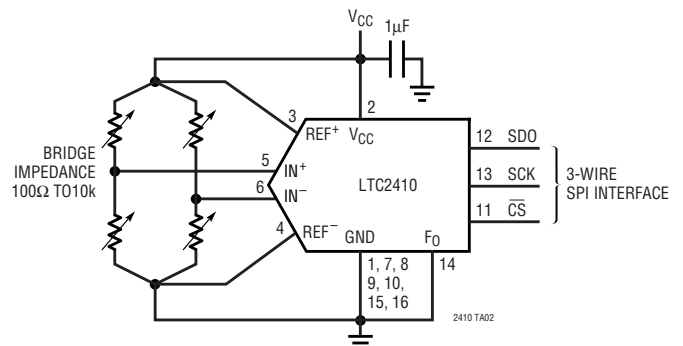 VCC
1μF
2
3
REF+
VCC
12 SDO
BRIDGE
IMPEDANCE
100Ω TO10k
5
IN+
LTC2410
13 SCK
3-WIRE
SPI INTERFACE
6
IN−
11 CS
4
REF−
GND
FO
1, 7, 8
9, 10,
15, 16
14
2410 TA02